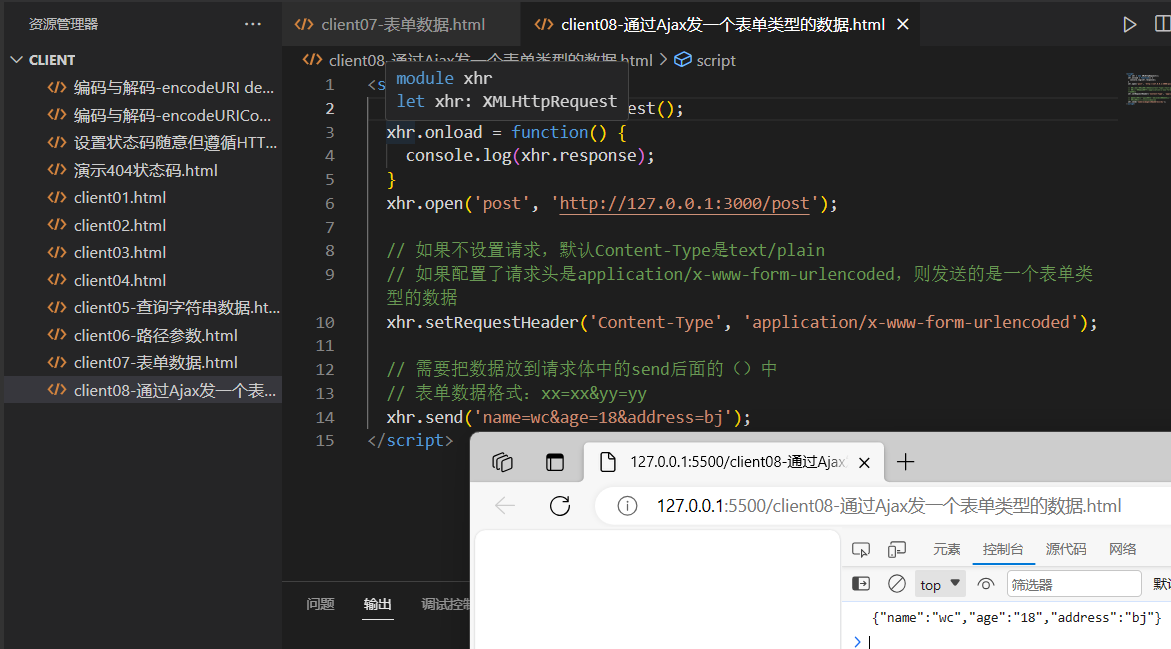 资源管理器
···
client07-表单数据.html
client08-通过Ajax发一个表单类型的数据.html
CLIENT
client08-通过Ajax发一个表单类型的数据.html > script
编码与解码-encodeURI de...
编码与解码-encodeURICo...
设置状态码随意但遵循HTT...
演示404状态码.html
client01.html
client02.html
client03.html
client04.html
client05-查询字符串数据.ht...
client06-路径参数.html
client07-表单数据.html
client08-通过Ajax发一个表...
module xhr
let xhr: XMLHttpRequest
1 <s
2 est();
3 xhr.onload = function() {
4 console.log(xhr.response);
5 }
6 xhr.open('post', 'http://127.0.0.1:3000/post');
7
8 // 如果不设置请求，默认Content-Type是text/plain
9 // 如果配置了请求头是application/x-www-form-urlencoded，则发送的是一个表单类
型的数据
10 xhr.setRequestHeader('Content-Type', 'application/x-www-form-urlencoded');
11
12 // 需要把数据放到请求体中的send后面的（）中
13 // 表单数据格式：xx=xx&yy=yy
14 xhr.send('name=wc&age=18&address=bj');
15 </script>
问题 输出 调试控制
127.0.0.1:5500/client08-通过Ajax
127.0.0.1:5500/client08-通过Ajax发一个表单类型的数据.html
元素 控制台 源代码 网络
top 筛选器 默认
{"name":"wc","age":"18","address":"bj"}
>